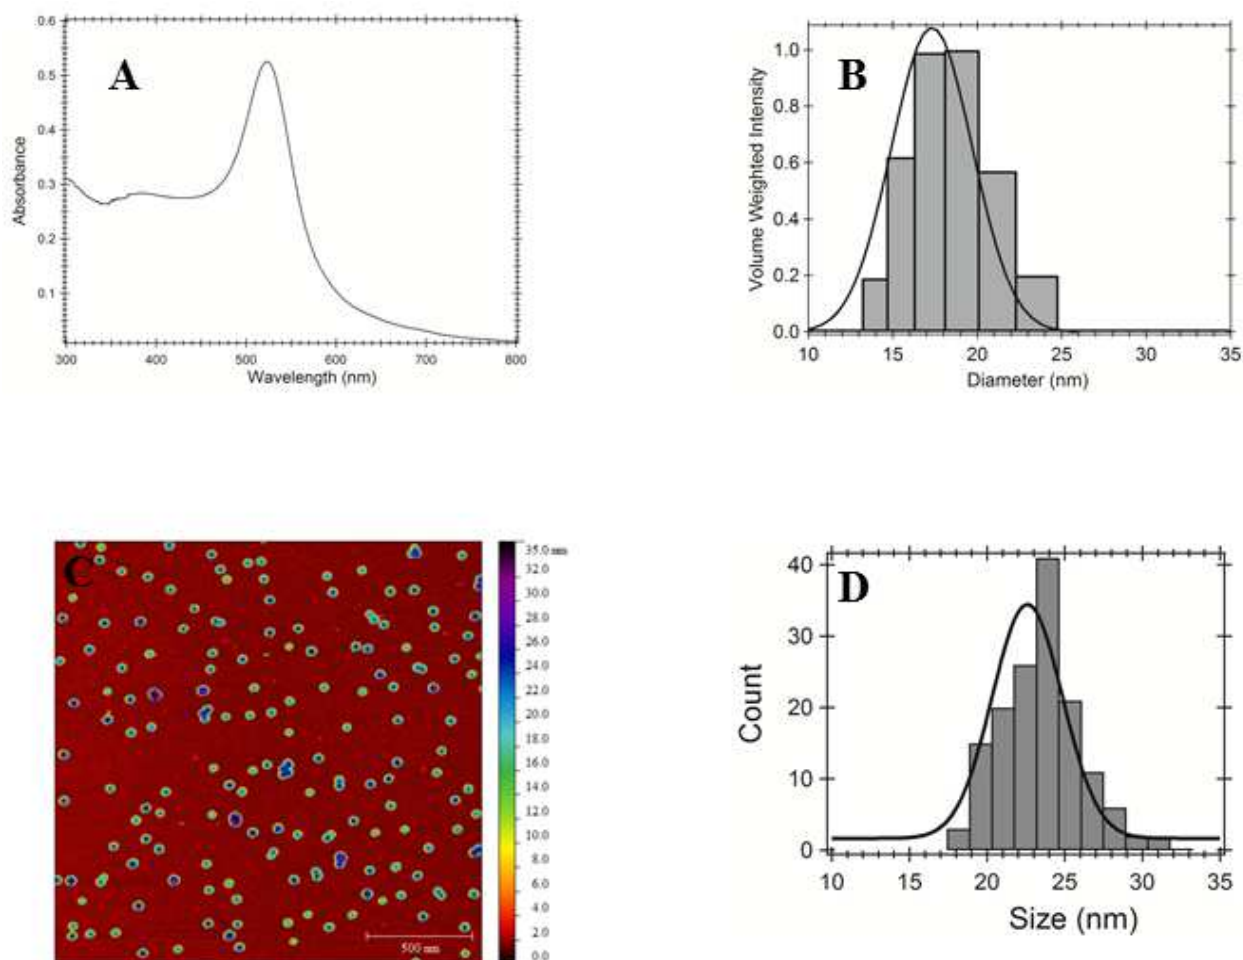 A
0.6
0.5
0.4
0.3
0.2
0.1
Absorbance
300 400 500 600 700 800
Wavelength (nm)
B
1.0
0.8
0.6
0.4
0.2
0.0
Volume Weighted Intensity
10 15 20 25 30 35
Diameter (nm)
C
35.0 nm
32.0
30.0
28.0
26.0
24.0
22.0
20.0
18.0
16.0
14.0
12.0
10.0
8.0
6.0
4.0
2.0
0.0
500 nm
D
40
30
20
10
0
Count
10 15 20 25 30 35
Size (nm)